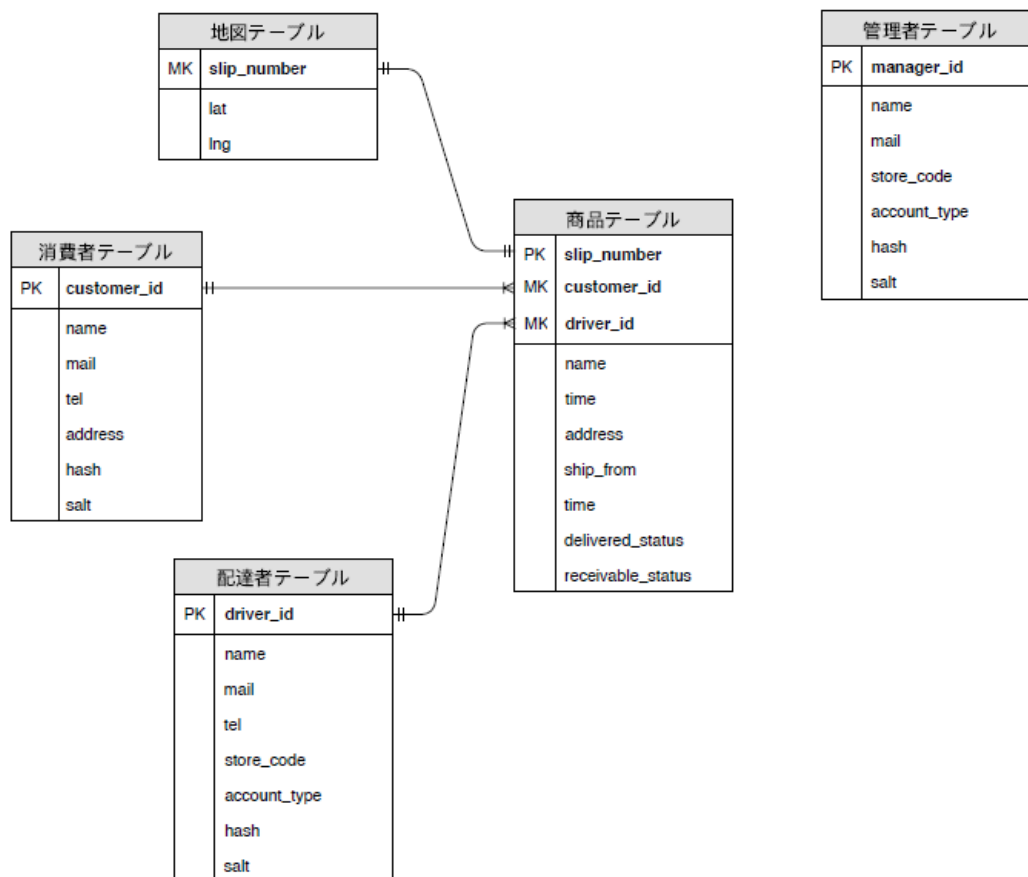 地図テーブル
MK slip_number
lat
lng
管理者テーブル
PK manager_id
name
mail
store_code
account_type
hash
salt
消費者テーブル
PK customer_id
name
mail
tel
address
hash
salt
商品テーブル
PK slip_number
MK customer_id
MK driver_id
name
time
address
ship_from
time
delivered_status
receivable_status
配達者テーブル
PK driver_id
name
mail
tel
store_code
account_type
hash
salt